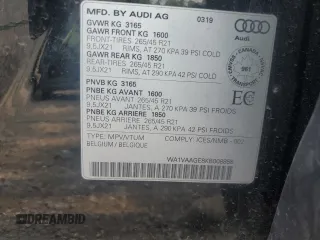 MFD. BY AUDI AG 0319
GVWR KG 3165
GAWR FRONT KG 1600
FRONT-TIRES 265/45 R21
9,5JX21 RIMS, AT 270 KPA 39 PSI COLD
GAWR REAR KG 1850
REAR-TIRES 265/45 R21
9,5JX21 RIMS, AT 290 KPA 42 PSI COLD
Audi
CANADA
PNVB KG 3165
PNBE KG AVANT 1600
PNEUS AVANT 265/45 R21
9,5JX21 JANTES, A 270 KPA 39 PSI FROIDS
PNBE KG ARRIERE 1850
PNEUS ARRIERE 265/45 R21
9,5JX21 JANTES, A 290 KPA 42 PSI FROIDS
EC
TYPE: MPV/VTUM
BELGIUM / BELGIQUE